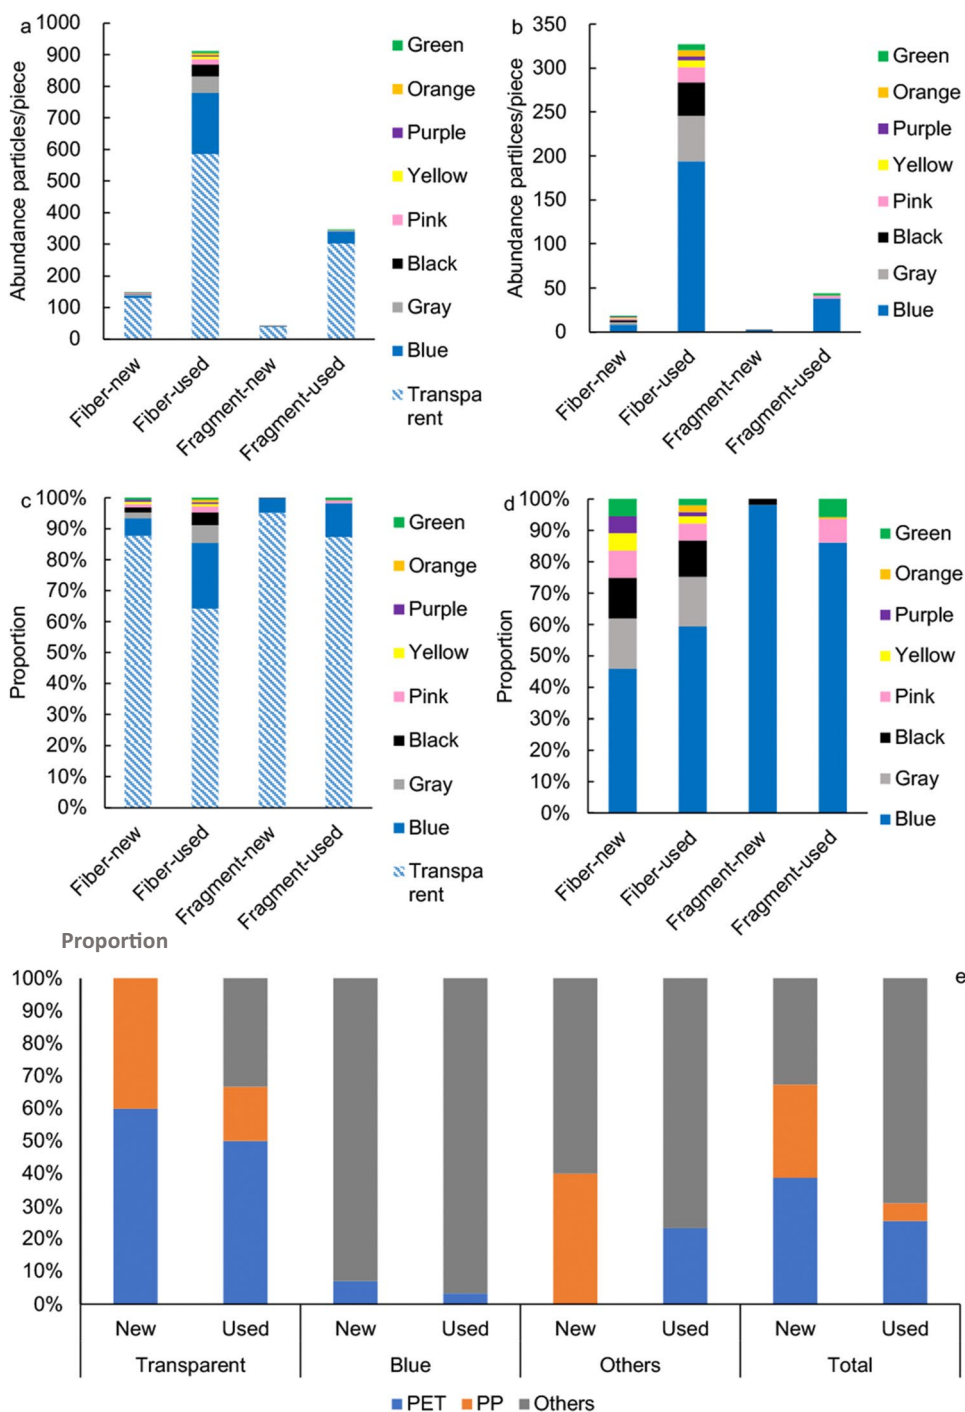 a
Abundance particles/piece
1000
900
800
700
600
500
400
300
200
100
0
Fiber-new
Fiber-used
Fragment-new
Fragment-used
Green
Orange
Purple
Yellow
Pink
Black
Gray
Blue
Transpa
rent
b
Abundance partilces/piece
350
300
250
200
150
100
50
0
Fiber-new
Fiber-used
Fragment-new
Fragment-used
Green
Orange
Purple
Yellow
Pink
Black
Gray
Blue
c
Proportion
100%
90%
80%
70%
60%
50%
40%
30%
20%
10%
0%
Fiber-new
Fiber-used
Fragment-new
Fragment-used
Green
Orange
Purple
Yellow
Pink
Black
Gray
Blue
Transpa
rent
d
Proportion
100%
90%
80%
70%
60%
50%
40%
30%
20%
10%
0%
Fiber-new
Fiber-used
Fragment-new
Fragment-used
Green
Orange
Purple
Yellow
Pink
Black
Gray
Blue
Proportion
e
100%
90%
80%
70%
60%
50%
40%
30%
20%
10%
0%
New Used New Used New Used New Used
Transparent Blue Others Total
PET PP Others